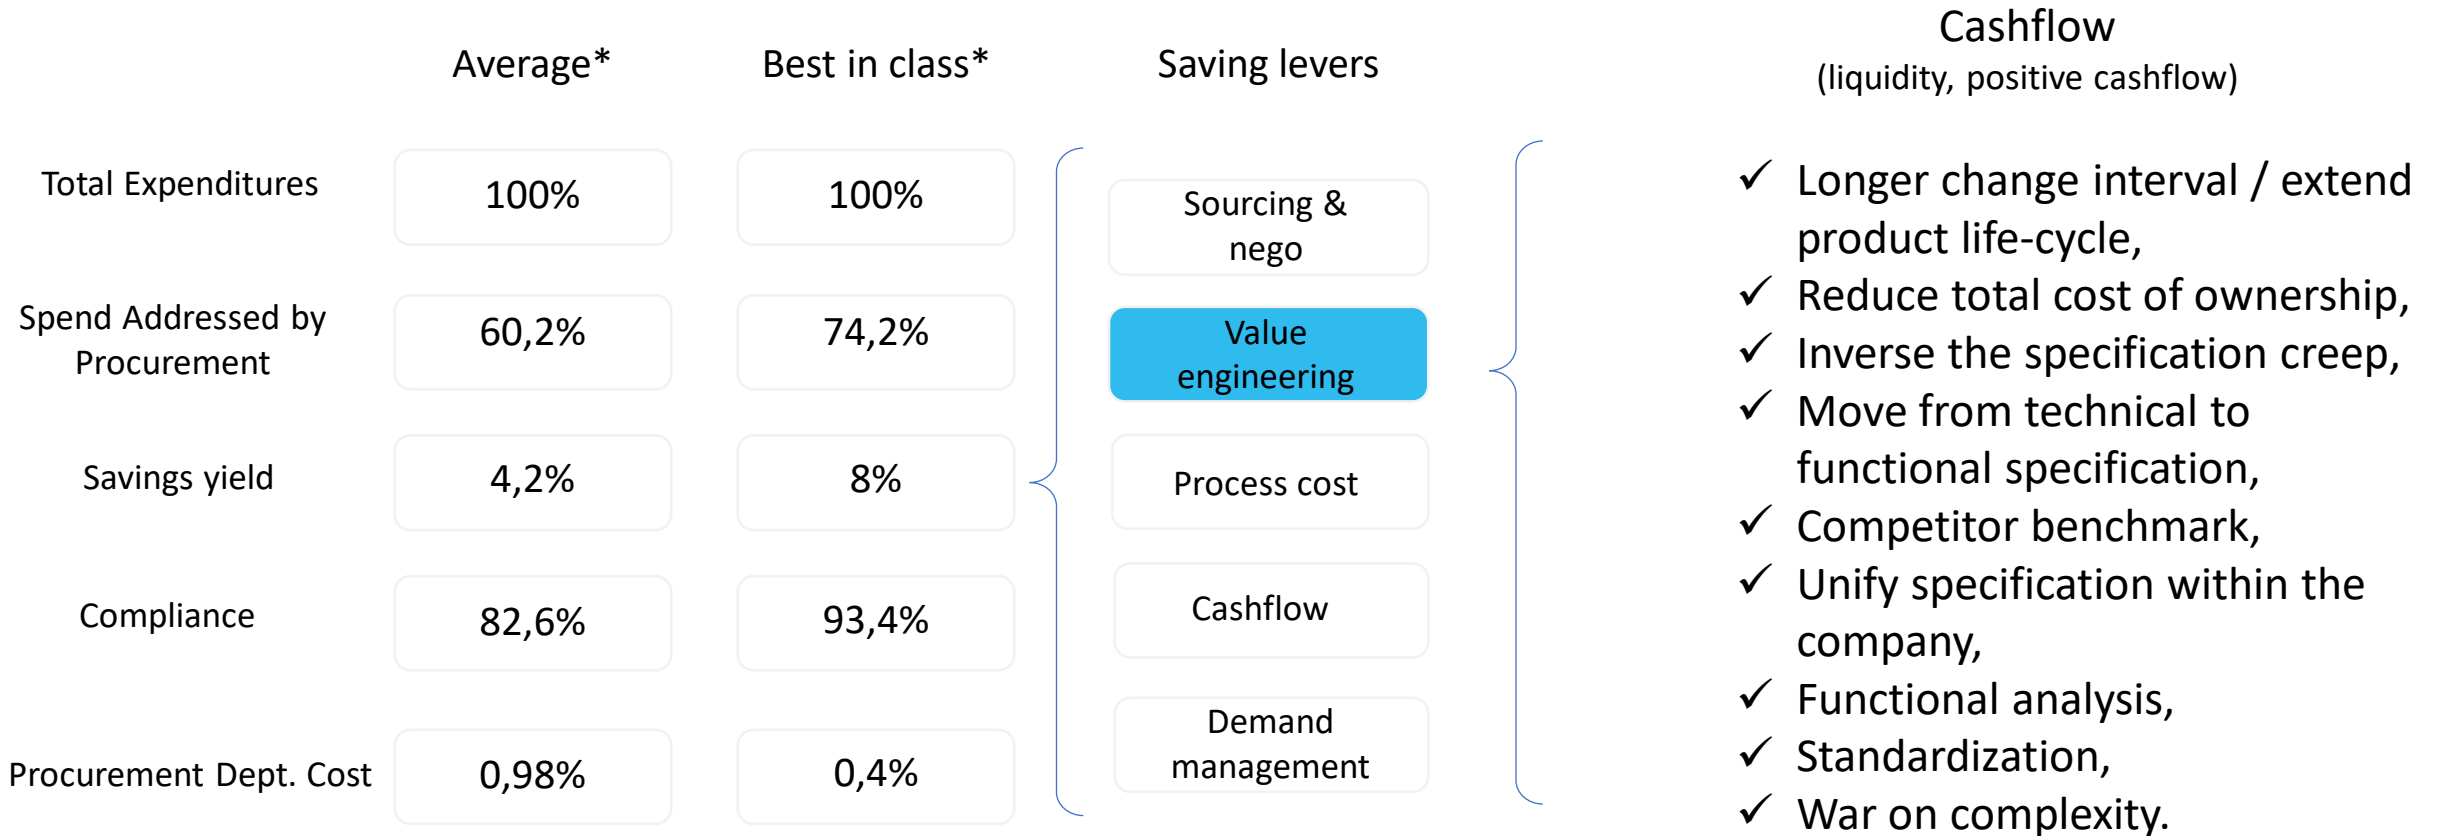 Average*
Best in class*
Saving levers
Cashflow
(liquidity, positive cashflow)
Total Expenditures
100%
100%
Spend Addressed by
Procurement
60,2%
74,2%
Savings yield
4,2%
8%
Compliance
82,6%
93,4%
Procurement Dept. Cost
0,98%
0,4%
Sourcing &
nego
Value
engineering
Process cost
Cashflow
Demand
management
✓ Longer change interval / extend
product life-cycle,
✓ Reduce total cost of ownership,
✓ Inverse the specification creep,
✓ Move from technical to
functional specification,
✓ Competitor benchmark,
✓ Unify specification within the
company,
✓ Functional analysis,
✓ Standardization,
✓ War on complexity.